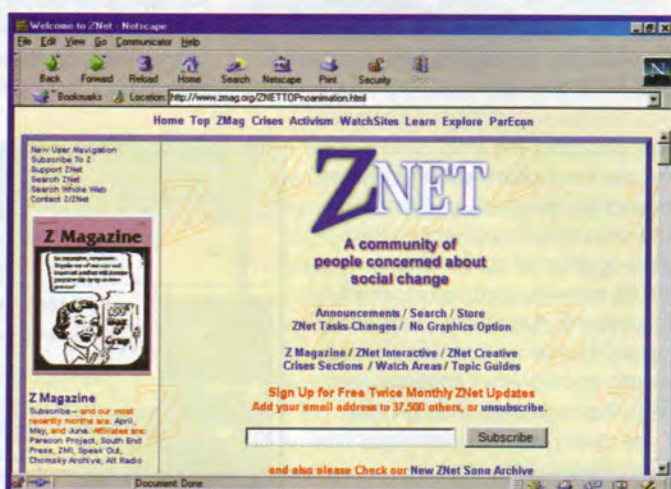 Welcome to ZNet - Netscape
File Edit View Go Communicator Help
Back Forward Reload Home Search Netscape Print Security Stop
Bookmarks Location: http://www.zmag.org/ZNETTOPnoanimation.html
Home Top ZMag Crises Activism WatchSites Learn Explore ParEcon
New User Navigation
Subscribe To Z
Support ZNet
Search ZNet
Search Whole Web
Contact Z/ZNet
Z Magazine
Z Magazine
Subscribe – and our most
recently months are: April,
May, and June. Affiliates are:
Parecon Project, South End
Press, ZMI, Speak Out,
Chomsky Archive, Alt Radio
ZNET
A community of
people concerned about
social change
Announcements / Search / Store
ZNet Tasks-Changes / No Graphics Option
Z Magazine / ZNet Interactive / ZNet Creative
Crises Sections / Watch Areas / Topic Guides
Sign Up for Free Twice Monthly ZNet Updates
Add your email address to 37,500 others, or unsubscribe.
Subscribe
and also please Check our New ZNet Song Archive
Document: Done